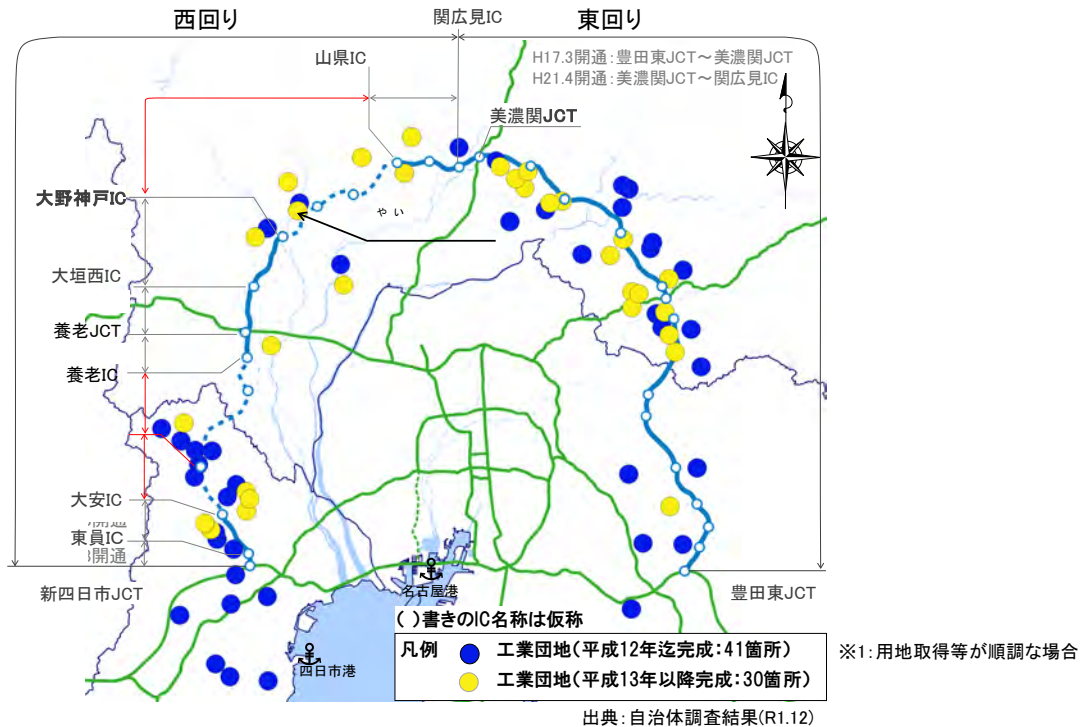 西回り
関広見IC
東回り
H17.3開通：豊田東JCT～美濃関JCT
H21.4開通：美濃関JCT～関広見IC
山県IC
美濃関JCT
大野神戸IC
やい
大垣西IC
養老JCT
養老IC
大安IC
開通
東員IC
開通
新四日市JCT
名古屋港
豊田東JCT
四日市港
( )書きのIC名称は仮称
凡例
工業団地(平成12年迄完成:41箇所)
工業団地(平成13年以降完成:30箇所)
※1:用地取得等が順調な場合
出典:自治体調査結果(R1.12)